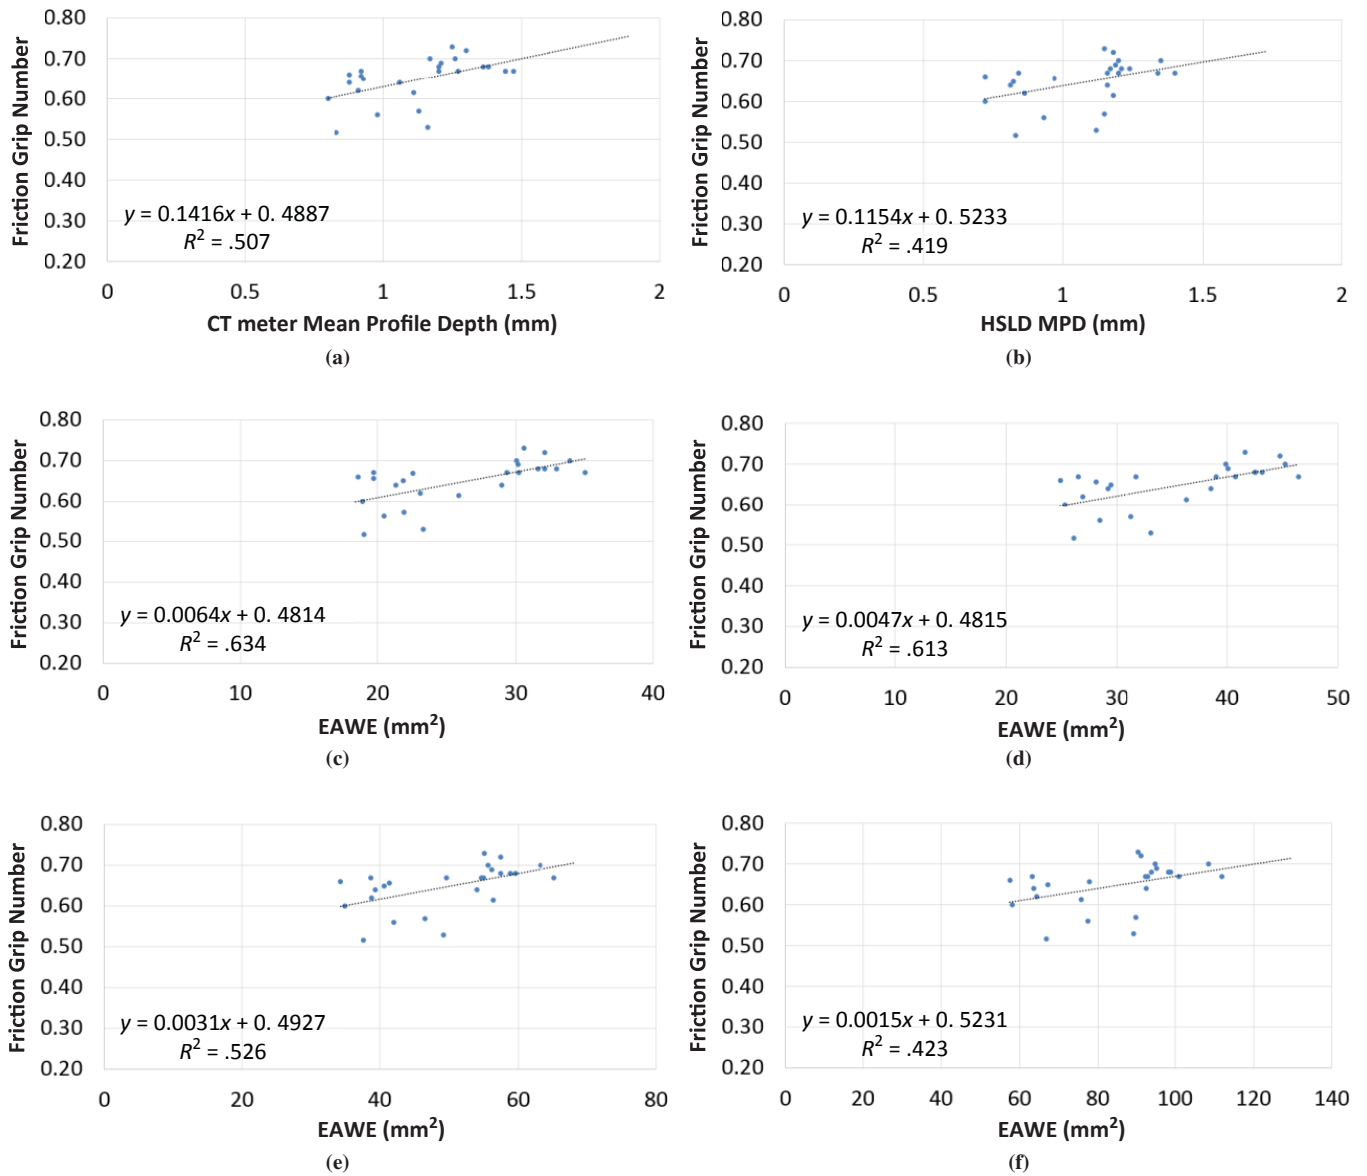 0.80
0.70
0.60
0.50
0.40
0.30
0.20
Friction Grip Number
y = 0.1416x + 0. 4887
R² = .507
0 0.5 1 1.5 2
CT meter Mean Profile Depth (mm)
(a)
0.80
0.70
0.60
0.50
0.40
0.30
0.20
Friction Grip Number
y = 0.1154x + 0. 5233
R² = .419
0 0.5 1 1.5 2
HSLD MPD (mm)
(b)
0.80
0.70
0.60
0.50
0.40
0.30
0.20
Friction Grip Number
y = 0.0064x + 0. 4814
R² = .634
0 10 20 30 40
EAWE (mm²)
(c)
0.80
0.70
0.60
0.50
0.40
0.30
0.20
Friction Grip Number
y = 0.0047x + 0. 4815
R² = .613
0 10 20 30 40 50
EAWE (mm²)
(d)
0.80
0.70
0.60
0.50
0.40
0.30
0.20
Friction Grip Number
y = 0.0031x + 0. 4927
R² = .526
0 20 40 60 80
EAWE (mm²)
(e)
0.80
0.70
0.60
0.50
0.40
0.30
0.20
Friction Grip Number
y = 0.0015x + 0. 5231
R² = .423
0 20 40 60 80 100 120 140
EAWE (mm²)
(f)